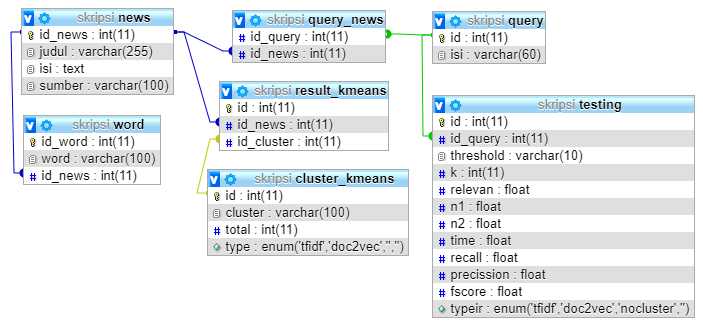 skripsi news
id_news : int(11)
judul : varchar(255)
isi : text
sumber : varchar(100)
skripsi word
id_word : int(11)
word : varchar(100)
id_news : int(11)
skripsi query_news
id_query : int(11)
id_news : int(11)
skripsi result_kmeans
id : int(11)
id_news : int(11)
id_cluster : int(11)
skripsi cluster_kmeans
id : int(11)
cluster : varchar(100)
total : int(11)
type : enum('tfidf','doc2vec','','')
skripsi query
id : int(11)
isi : varchar(60)
skripsi testing
id : int(11)
id_query : int(11)
threshold : varchar(10)
k : int(11)
relevan : float
n1 : float
n2 : float
time : float
recall : float
precission : float
fscore : float
typeir : enum('tfidf','doc2vec','nocluster','')